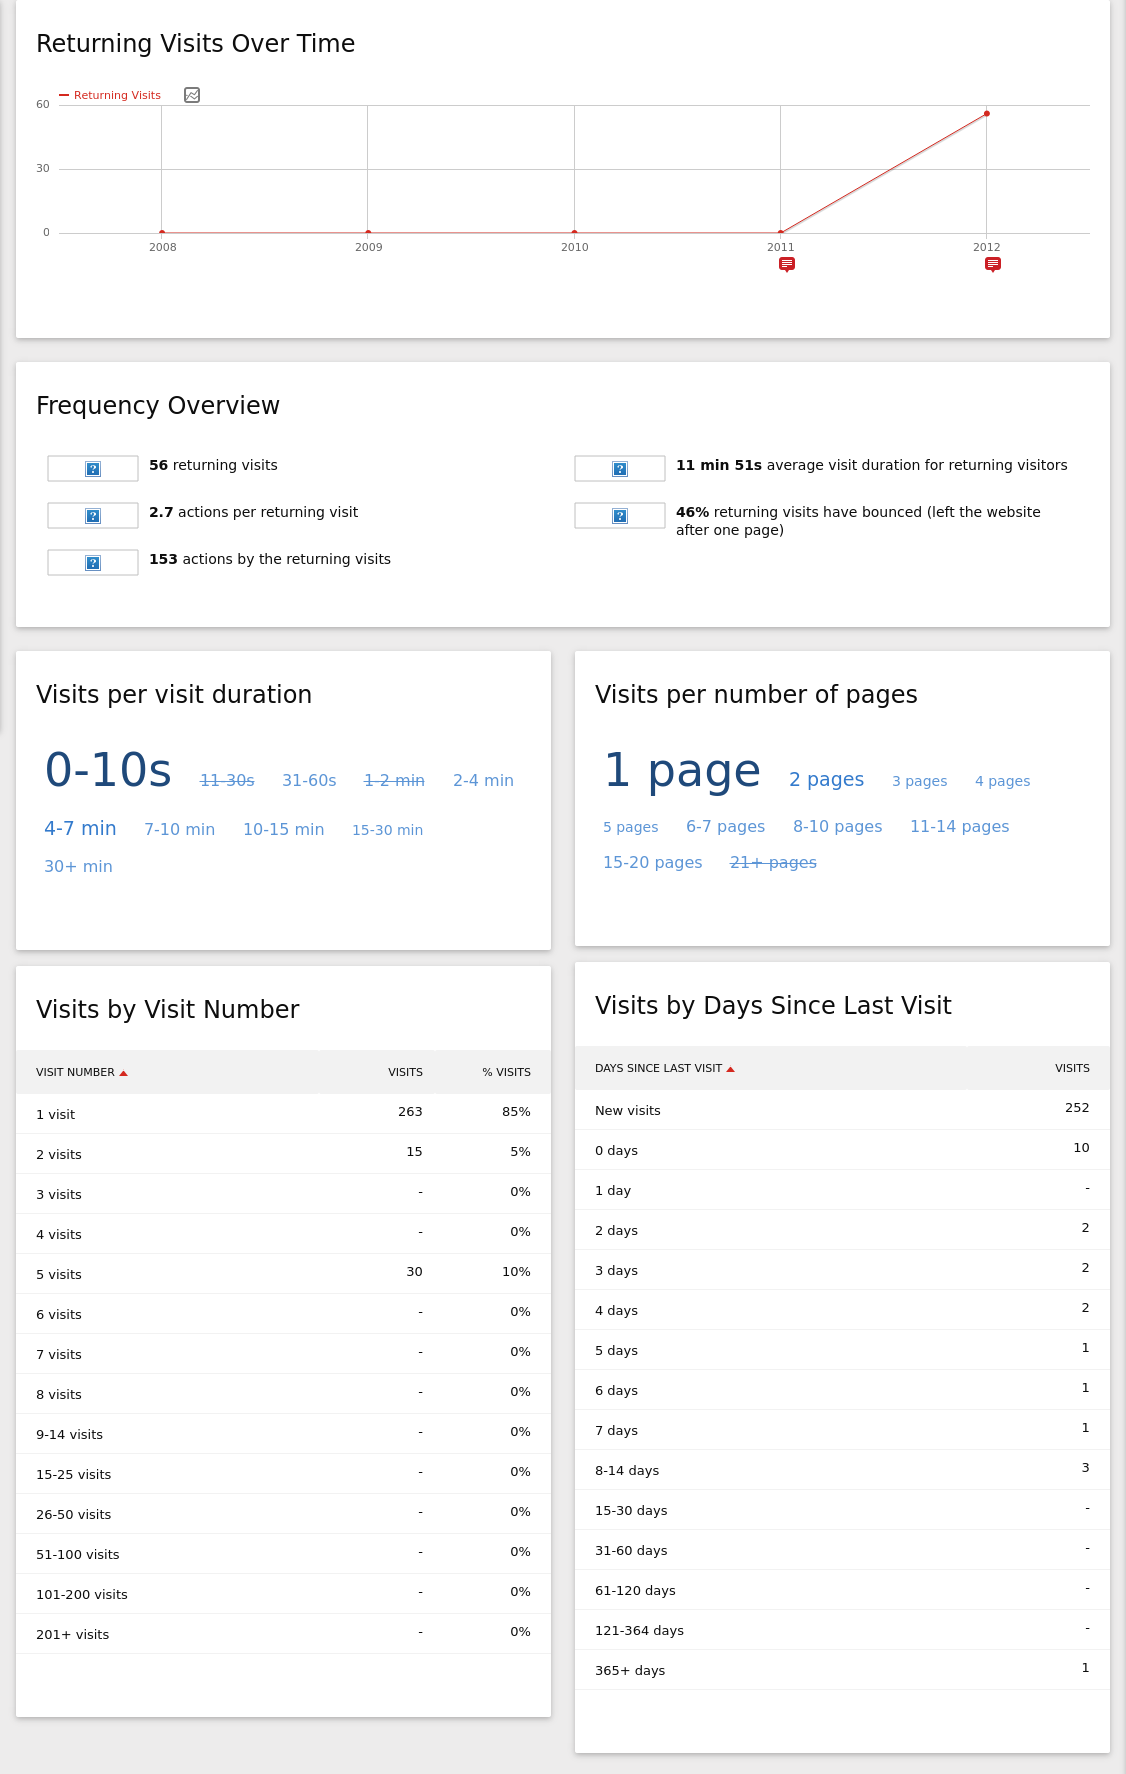 Returning Visits Over Time
Returning Visits
60
30
0
2008 2009 2010 2011 2012
Frequency Overview
56 returning visits
2.7 actions per returning visit
153 actions by the returning visits
11 min 51s average visit duration for returning visitors
46% returning visits have bounced (left the website
after one page)
Visits per visit duration
0-10s 11-30s 31-60s 1-2 min 2-4 min
4-7 min 7-10 min 10-15 min 15-30 min
30+ min
Visits per number of pages
1 page 2 pages 3 pages 4 pages
5 pages 6-7 pages 8-10 pages 11-14 pages
15-20 pages 21+ pages
Visits by Visit Number
VISIT NUMBER VISITS % VISITS
1 visit 263 85%
2 visits 15 5%
3 visits - 0%
4 visits - 0%
5 visits 30 10%
6 visits - 0%
7 visits - 0%
8 visits - 0%
9-14 visits - 0%
15-25 visits - 0%
26-50 visits - 0%
51-100 visits - 0%
101-200 visits - 0%
201+ visits - 0%
Visits by Days Since Last Visit
DAYS SINCE LAST VISIT VISITS
New visits 252
0 days 10
1 day -
2 days 2
3 days 2
4 days 2
5 days 1
6 days 1
7 days 1
8-14 days 3
15-30 days -
31-60 days -
61-120 days -
121-364 days -
365+ days 1